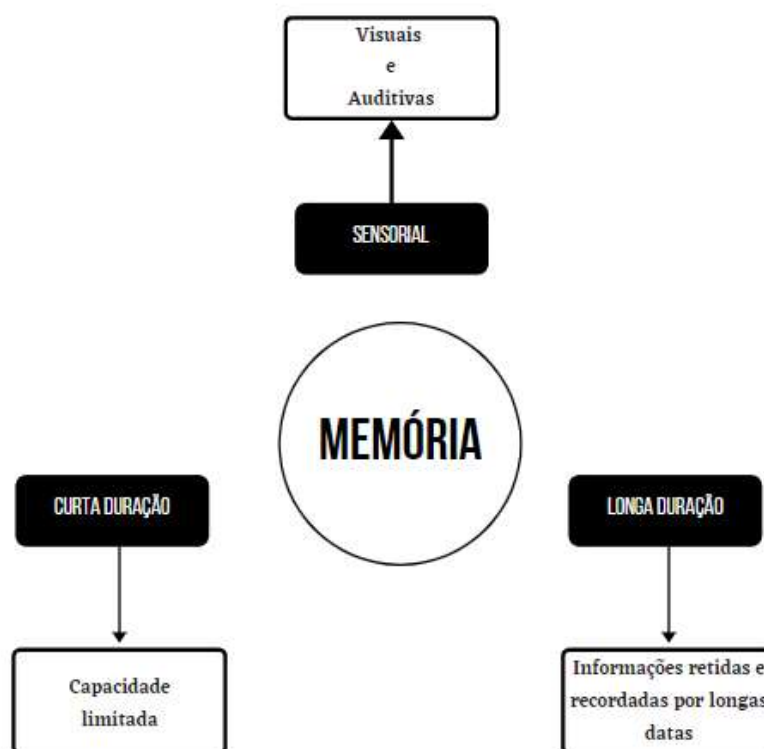 Visuais
e
Auditivas
SENSORIAL
MEMÓRIA
CURTA DURAÇÃO
LONGA DURAÇÃO
Capacidade
limitada
Informações retidas e
recordadas por longas
datas